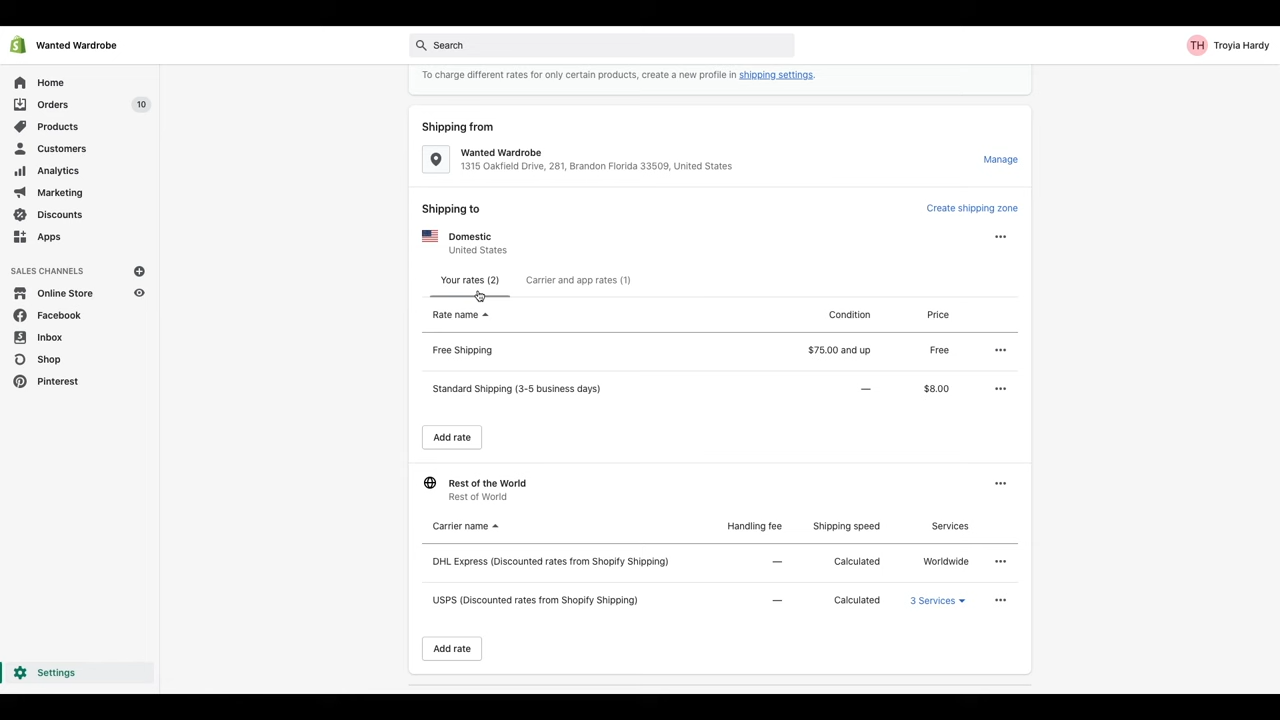 Wanted Wardrobe
Search
TH Troyia Hardy
Home
Orders 10
Products
Customers
Analytics
Marketing
Discounts
Apps
SALES CHANNELS
Online Store
Facebook
Inbox
Shop
Pinterest
Settings
To charge different rates for only certain products, create a new profile in shipping settings.
Shipping from
Wanted Wardrobe
1315 Oakfield Drive, 281, Brandon Florida 33509, United States
Manage
Shipping to
Create shipping zone
Domestic
United States
Your rates (2) Carrier and app rates (1)
Rate name Condition Price
Free Shipping $75.00 and up Free
Standard Shipping (3-5 business days) — $8.00
Add rate
Rest of the World
Rest of World
Carrier name Handling fee Shipping speed Services
DHL Express (Discounted rates from Shopify Shipping) — Calculated Worldwide
USPS (Discounted rates from Shopify Shipping) — Calculated 3 Services
Add rate